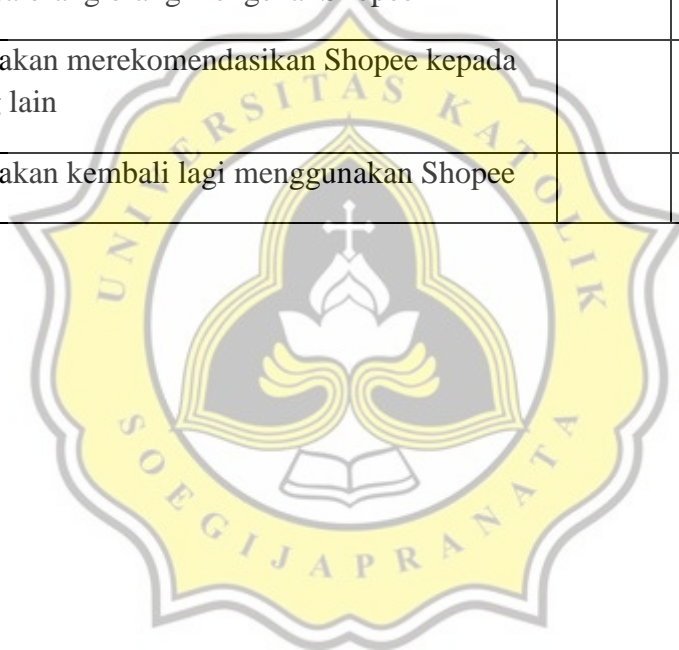 akan merekomendasikan Shopee kepada
lain
akan kembali lagi menggunakan Shopee
UNIVERSITAS KATOLIK
SOEGIJAPRANATA